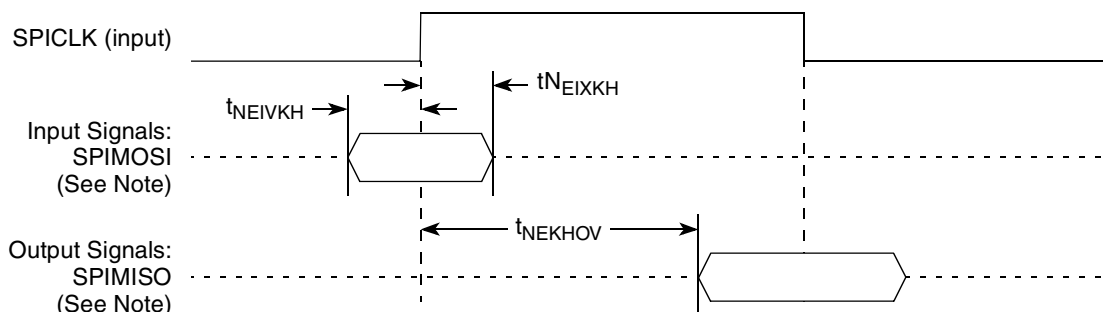 SPICLK (input)
tNEIXKH
tNEIVKH
Input Signals:
SPIMOSI
(See Note)
tNEKHOV
Output Signals:
SPIMISO
(See Note)